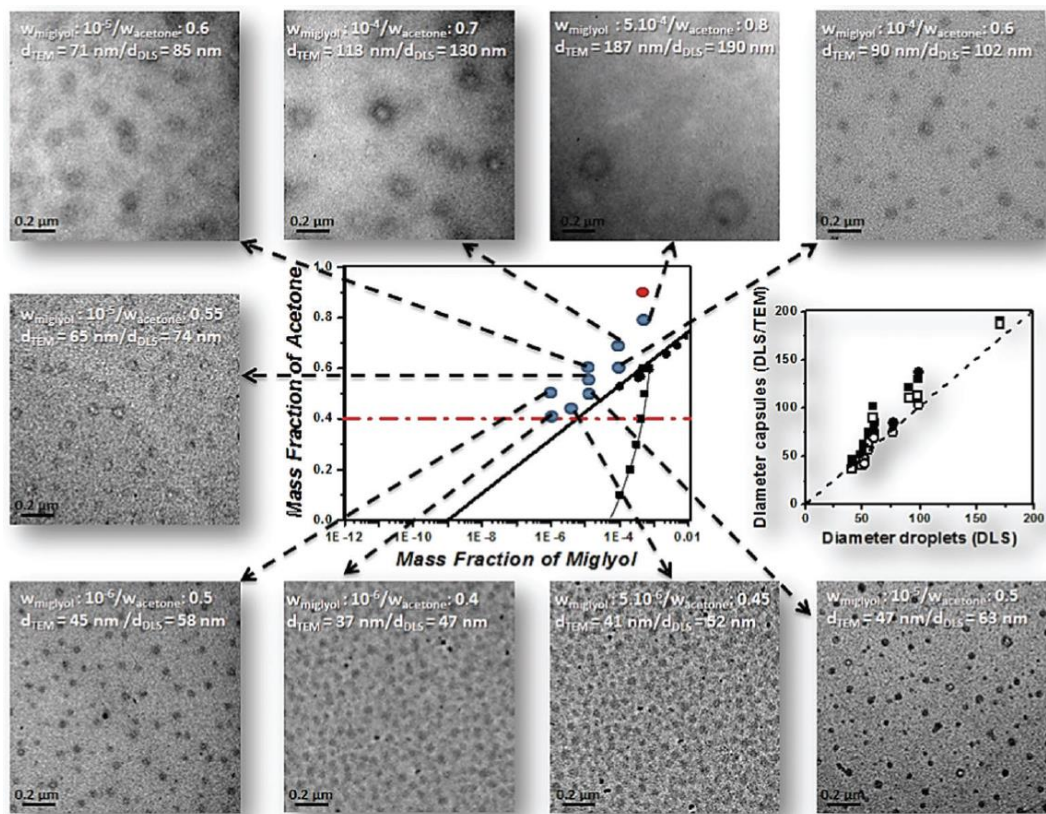 w_miglyol : 10⁻⁵/w_acetone : 0.6
d_TEM = 71 nm/d_DLS = 85 nm
0.2 µm
w_miglyol : 10⁻⁴/w_acetone : 0.7
d_TEM = 113 nm/d_DLS = 130 nm
0.2 µm
w_miglyol : 5.10⁻⁴/w_acetone : 0.8
d_TEM = 187 nm/d_DLS = 190 nm
0.2 µm
w_miglyol : 10⁻⁴/w_acetone : 0.6
d_TEM = 90 nm/d_DLS = 102 nm
0.2 µm
w_miglyol : 10⁻⁵/w_acetone : 0.55
d_TEM = 65 nm/d_DLS = 74 nm
0.2 µm
Mass Fraction of Acetone
1.0
0.8
0.6
0.4
0.2
0.0
1E-12 1E-10 1E-8 1E-6 1E-4 0.01
Mass Fraction of Miglyol
Diameter capsules (DLS/TEM)
200
150
100
50
0
0 50 100 150 200
Diameter droplets (DLS)
w_miglyol : 10⁻⁶/w_acetone : 0.5
d_TEM = 45 nm/d_DLS = 58 nm
0.2 µm
w_miglyol : 10⁻⁶/w_acetone : 0.4
d_TEM = 37 nm/d_DLS = 47 nm
0.2 µm
w_miglyol : 5.10⁻⁶/w_acetone : 0.45
d_TEM = 41 nm/d_DLS = 52 nm
0.2 µm
w_miglyol : 10⁻⁵/w_acetone : 0.5
d_TEM = 47 nm/d_DLS = 63 nm
0.2 µm